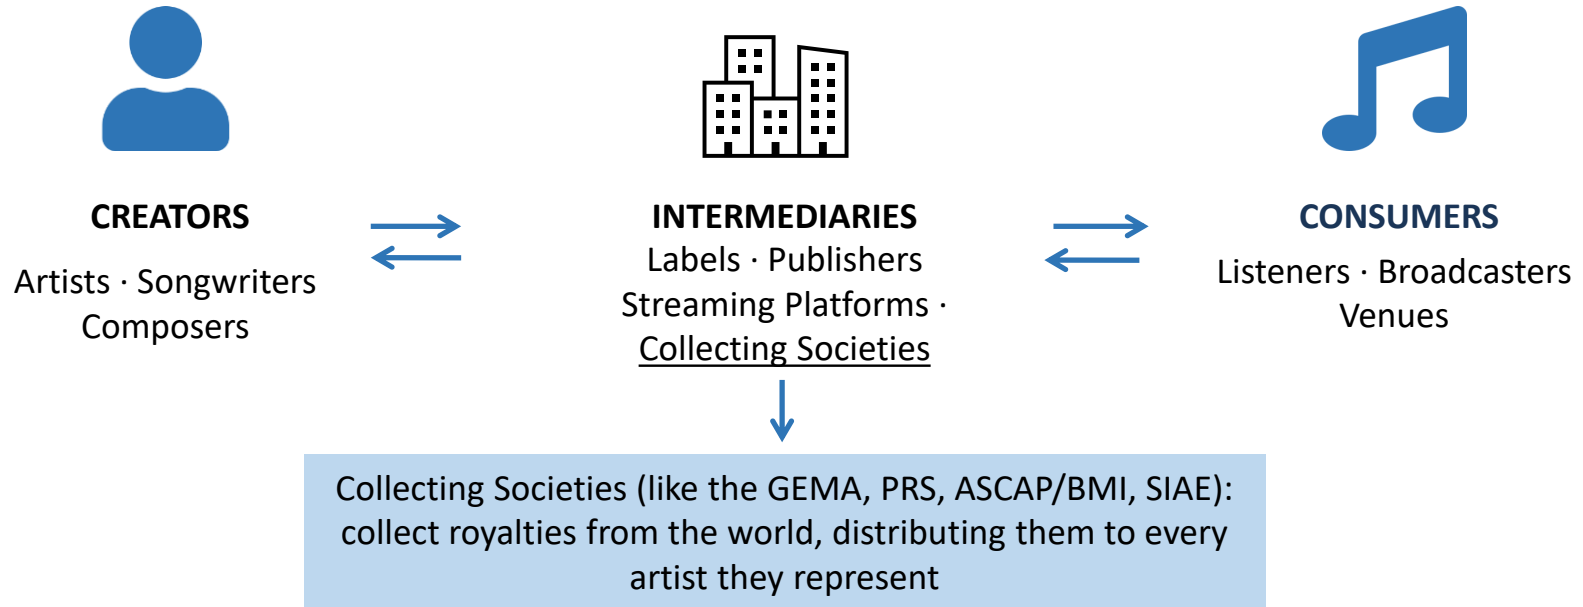 CREATORS
Artists · Songwriters
Composers
INTERMEDIARIES
Labels · Publishers
Streaming Platforms ·
Collecting Societies
CONSUMERS
Listeners · Broadcasters
Venues
Collecting Societies (like the GEMA, PRS, ASCAP/BMI, SIAE):
collect royalties from the world, distributing them to every
artist they represent